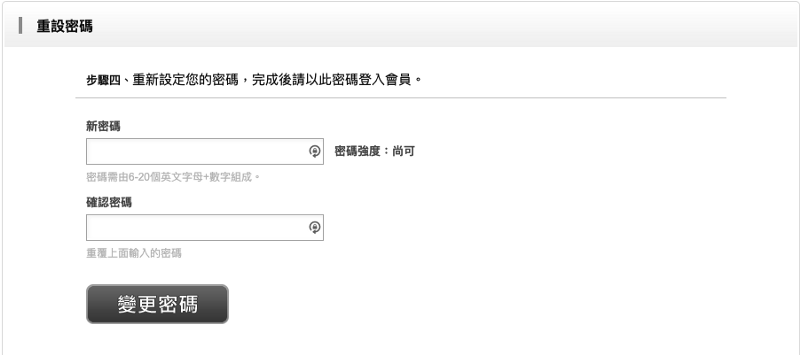 重設密碼
步驟四、重新設定您的密碼，完成後請以此密碼登入會員。
新密碼
密碼強度：尚可
密碼需由6-20個英文字母+數字組成。
確認密碼
重覆上面輸入的密碼
變更密碼